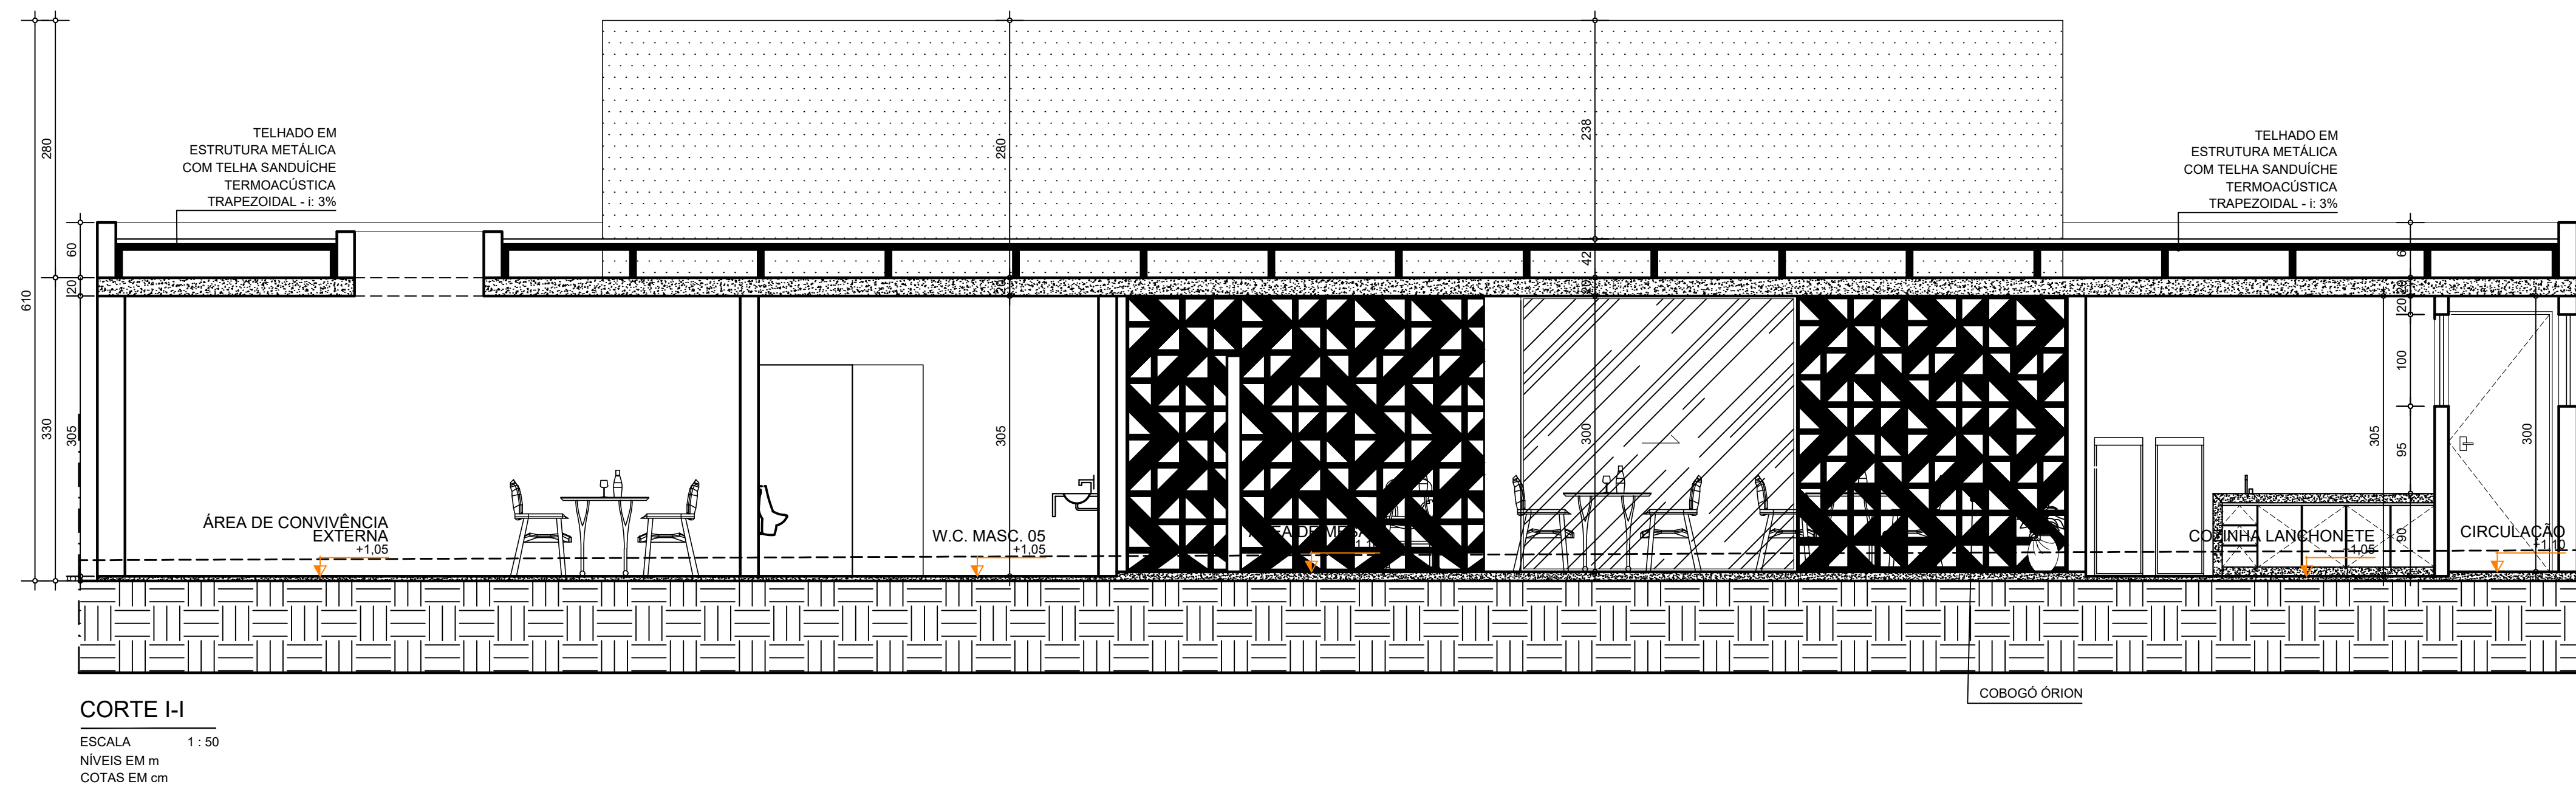 280
280
238
TELHADO EM
ESTRUTURA METÁLICA
COM TELHA SANDUÍCHE
TERMOACÚSTICA
TRAPEZOIDAL - i: 3%
TELHADO EM
ESTRUTURA METÁLICA
COM TELHA SANDUÍCHE
TERMOACÚSTICA
TRAPEZOIDAL - i: 3%
60
42
20
610
20
100
330
305
305
300
305
95
300
90
ÁREA DE CONVIVÊNCIA
EXTERNA
+1,05
W.C. MASC. 05
+1,05
COZINHA LANCHONETE
+1,05
CIRCULAÇÃO
+1,10
COBOGÓ ÓRION
CORTE I-I
ESCALA 1 : 50
NÍVEIS EM m
COTAS EM cm